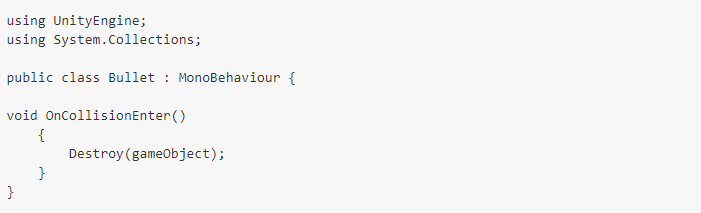 using UnityEngine;
using System.Collections;
public class Bullet : MonoBehaviour {
void OnCollisionEnter()
{
Destroy(gameObject);
}
}